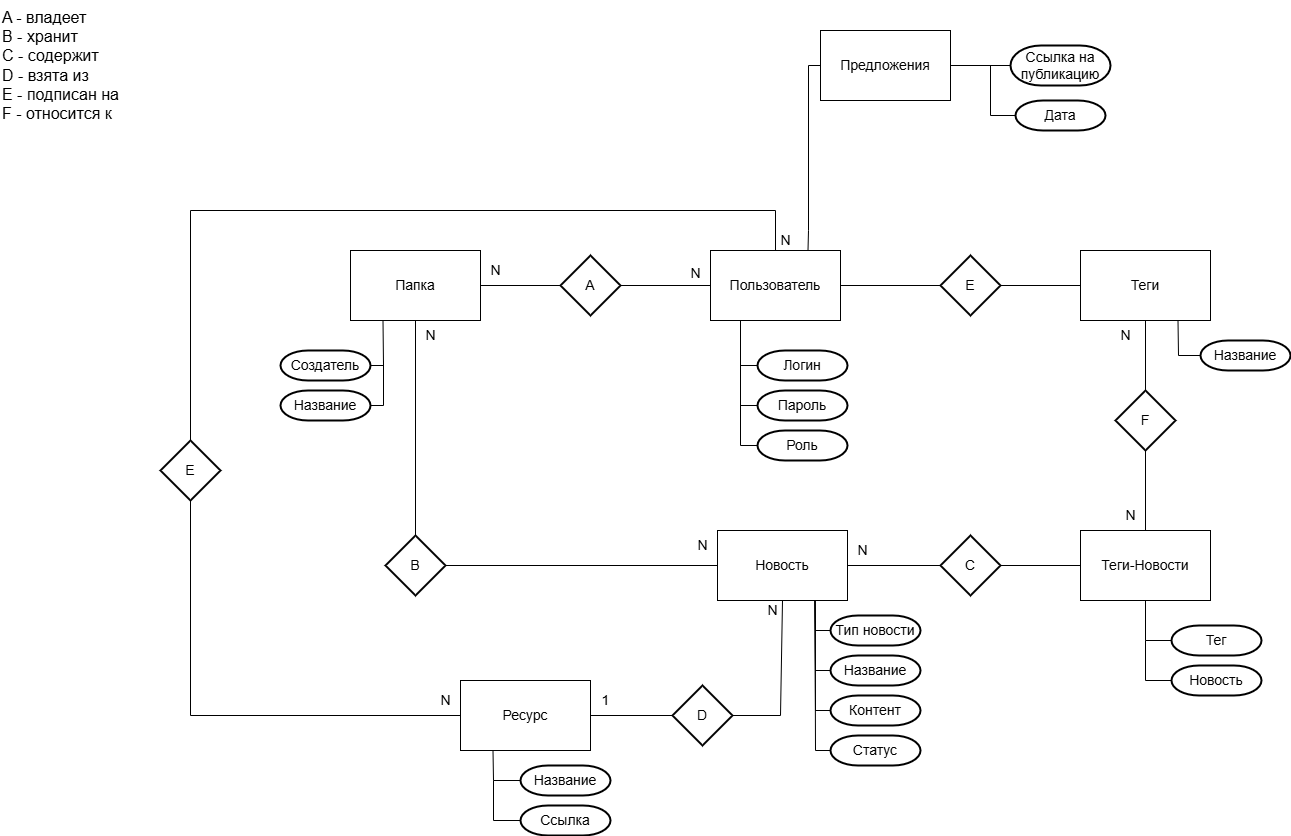 A - владеет
B - хранит
C - содержит
D - взята из
E - подписан на
F - относится к
Предложения
Ссылка на
публикацию
Дата
N
Папка
N
A
N
Пользователь
E
Теги
N
N
Создатель
Название
Логин
Пароль
Роль
Название
F
E
N
B
N
Новость
N
C
Теги-Новости
N
Тип новости
Название
Контент
Статус
Тег
Новость
N
Ресурс
1
D
Название
Ссылка